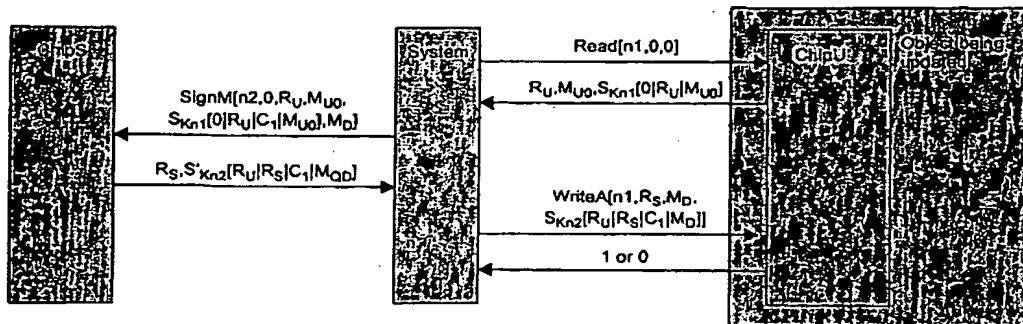 ChipS
System
Read[n1,0,0]
ChipU
Object being
updated
R_U,M_U0,S_Kn1[0|R_U|M_U0]
SignM[n2,0,R_U,M_U0,
S_Kn1[0|R_U|C_1|M_U0],M_D]
R_S,S*_Kn2[R_U|R_S|C_1|M_QD]
WriteA[n1,R_S,M_D,
S_Kn2[R_U|R_S|C_1|M_D]]
1 or 0